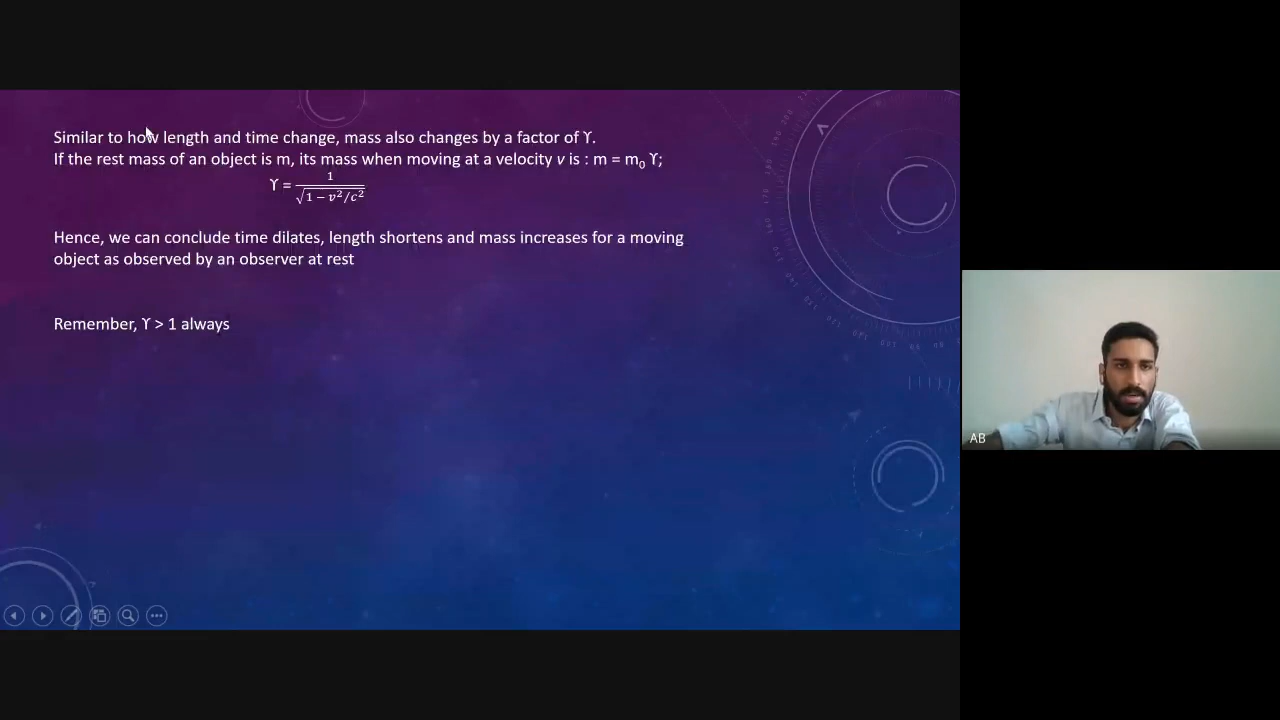 Similar to how length and time change, mass also changes by a factor of ϒ.
If the rest mass of an object is m, its mass when moving at a velocity v is : m = m₀ ϒ;
ϒ = 1 / √(1 − v²/c²)
Hence, we can conclude time dilates, length shortens and mass increases for a moving
object as observed by an observer at rest
Remember, ϒ > 1 always
AB